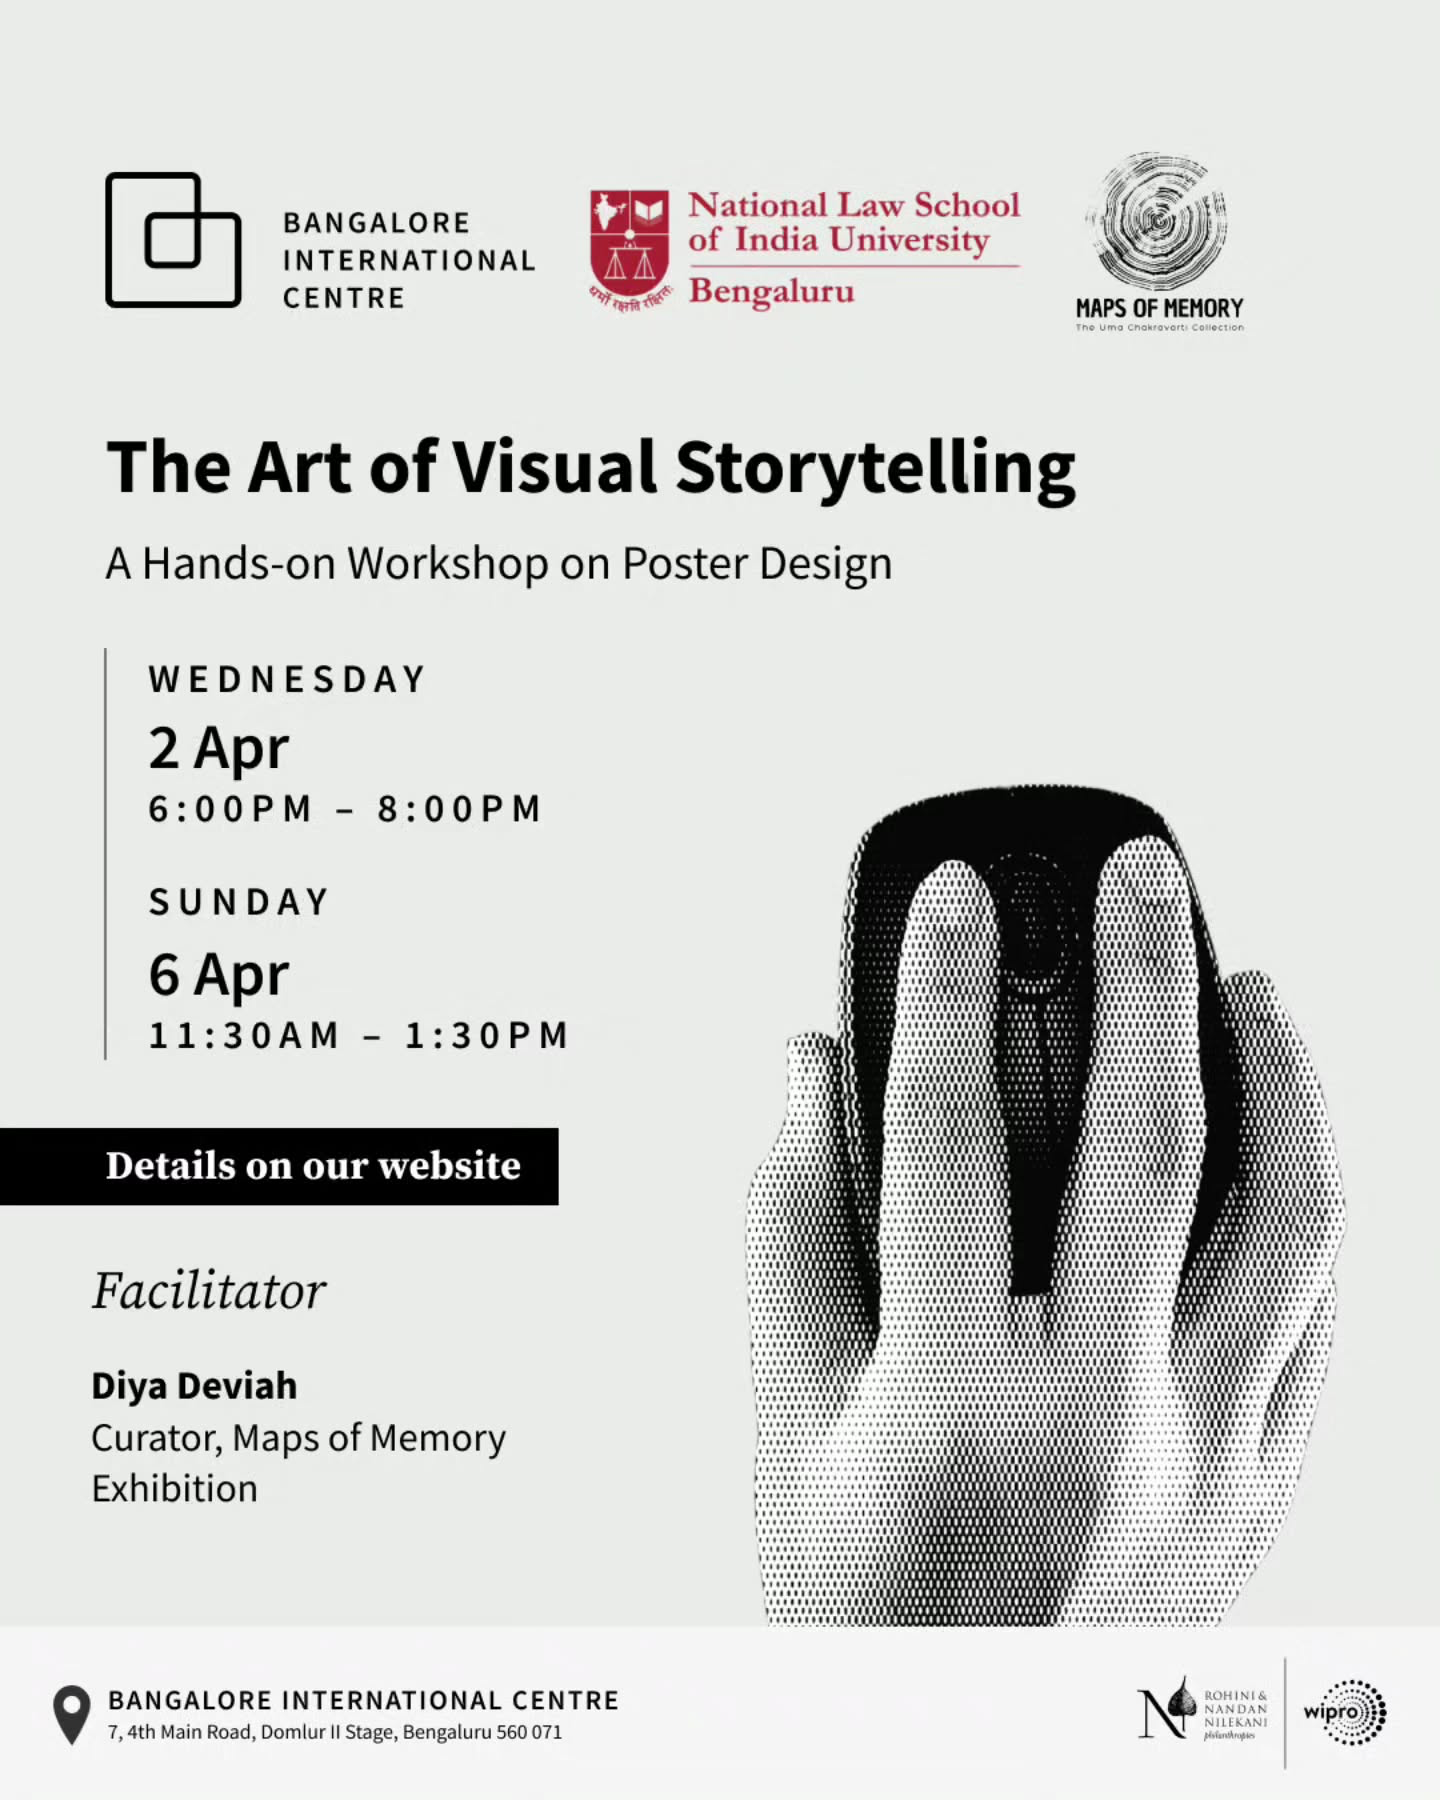 BANGALORE
INTERNATIONAL
CENTRE
National Law School
of India University
Bengaluru
धर्मो रक्षति रक्षितः
MAPS OF MEMORY
The Uma Chakravarti Collection
The Art of Visual Storytelling
A Hands-on Workshop on Poster Design
WEDNESDAY
2 Apr
6:00PM – 8:00PM
SUNDAY
6 Apr
11:30AM – 1:30PM
Details on our website
Facilitator
Diya Deviah
Curator, Maps of Memory
Exhibition
BANGALORE INTERNATIONAL CENTRE
7, 4th Main Road, Domlur II Stage, Bengaluru 560 071
N
ROHINI &
NANDAN
NILEKANI
philanthropies
wipro